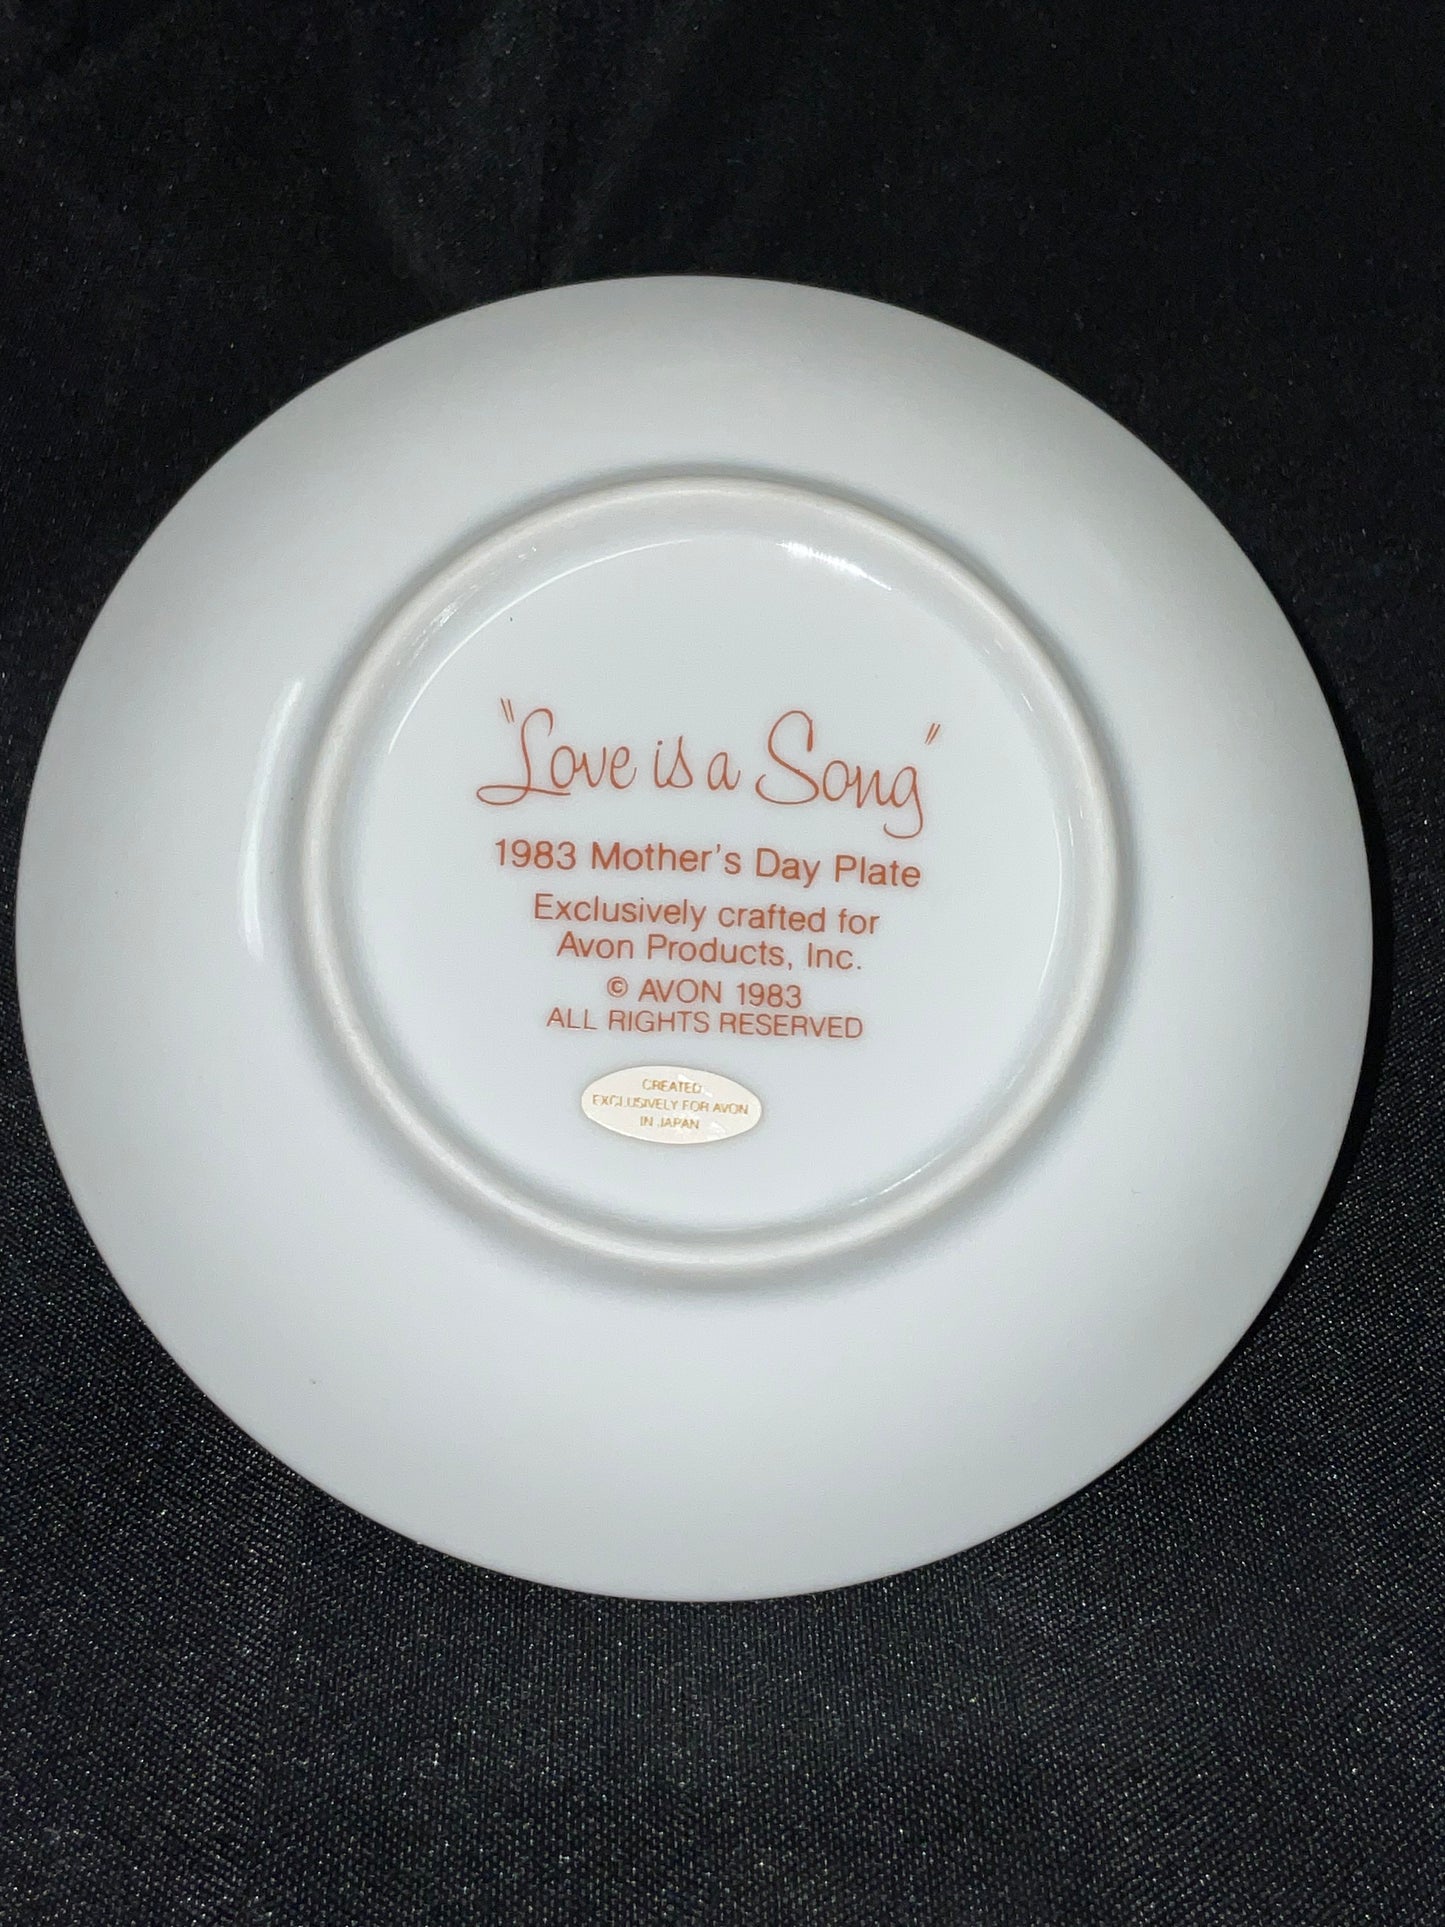 "Love is a Song"
1983 Mother's Day Plate
Exclusively crafted for
Avon Products, Inc.
© AVON 1983
ALL RIGHTS RESERVED
CREATED
EXCLUSIVELY FOR AVON
IN JAPAN